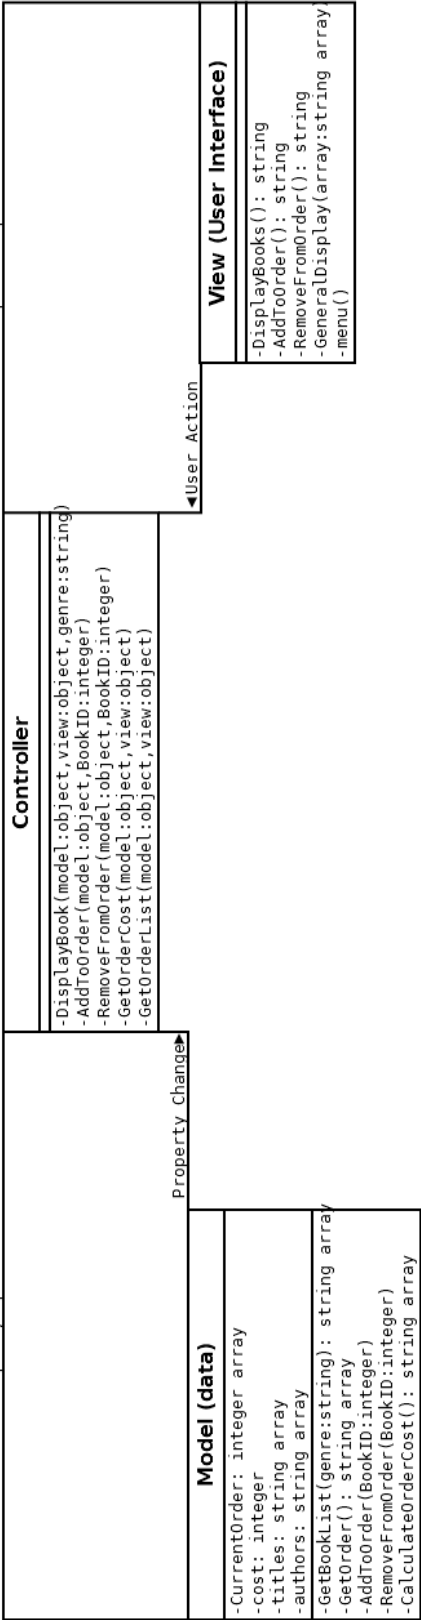 Model (data)
-CurrentOrder: integer array
-cost: integer
-titles: string array
-authors: string array
-GetBookList(genre:string): string array
-GetOrder(): string array
-AddToOrder(BookID:integer)
-RemoveFromOrder(BookID:integer)
-CalculateOrderCost(): string array
Property Change▶
Controller
-DisplayBook(model:object,view:object,genre:string)
-AddToOrder(model:object,BookID:integer)
-RemoveFromOrder(model:object,BookID:integer)
-GetOrderCost(model:object,view:object)
-GetOrderList(model:object,view:object)
◀User Action
View (User Interface)
-DisplayBooks(): string
-AddToOrder(): string
-RemoveFromOrder(): string
-GeneralDisplay(array:string array)
-menu()